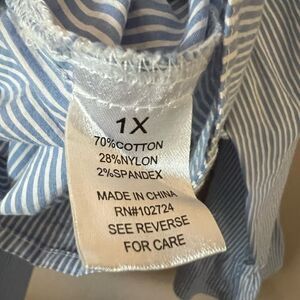 1X
70%COTTON
28%NYLON
2%SPANDEX
MADE IN CHINA
RN#102724
SEE REVERSE
FOR CARE